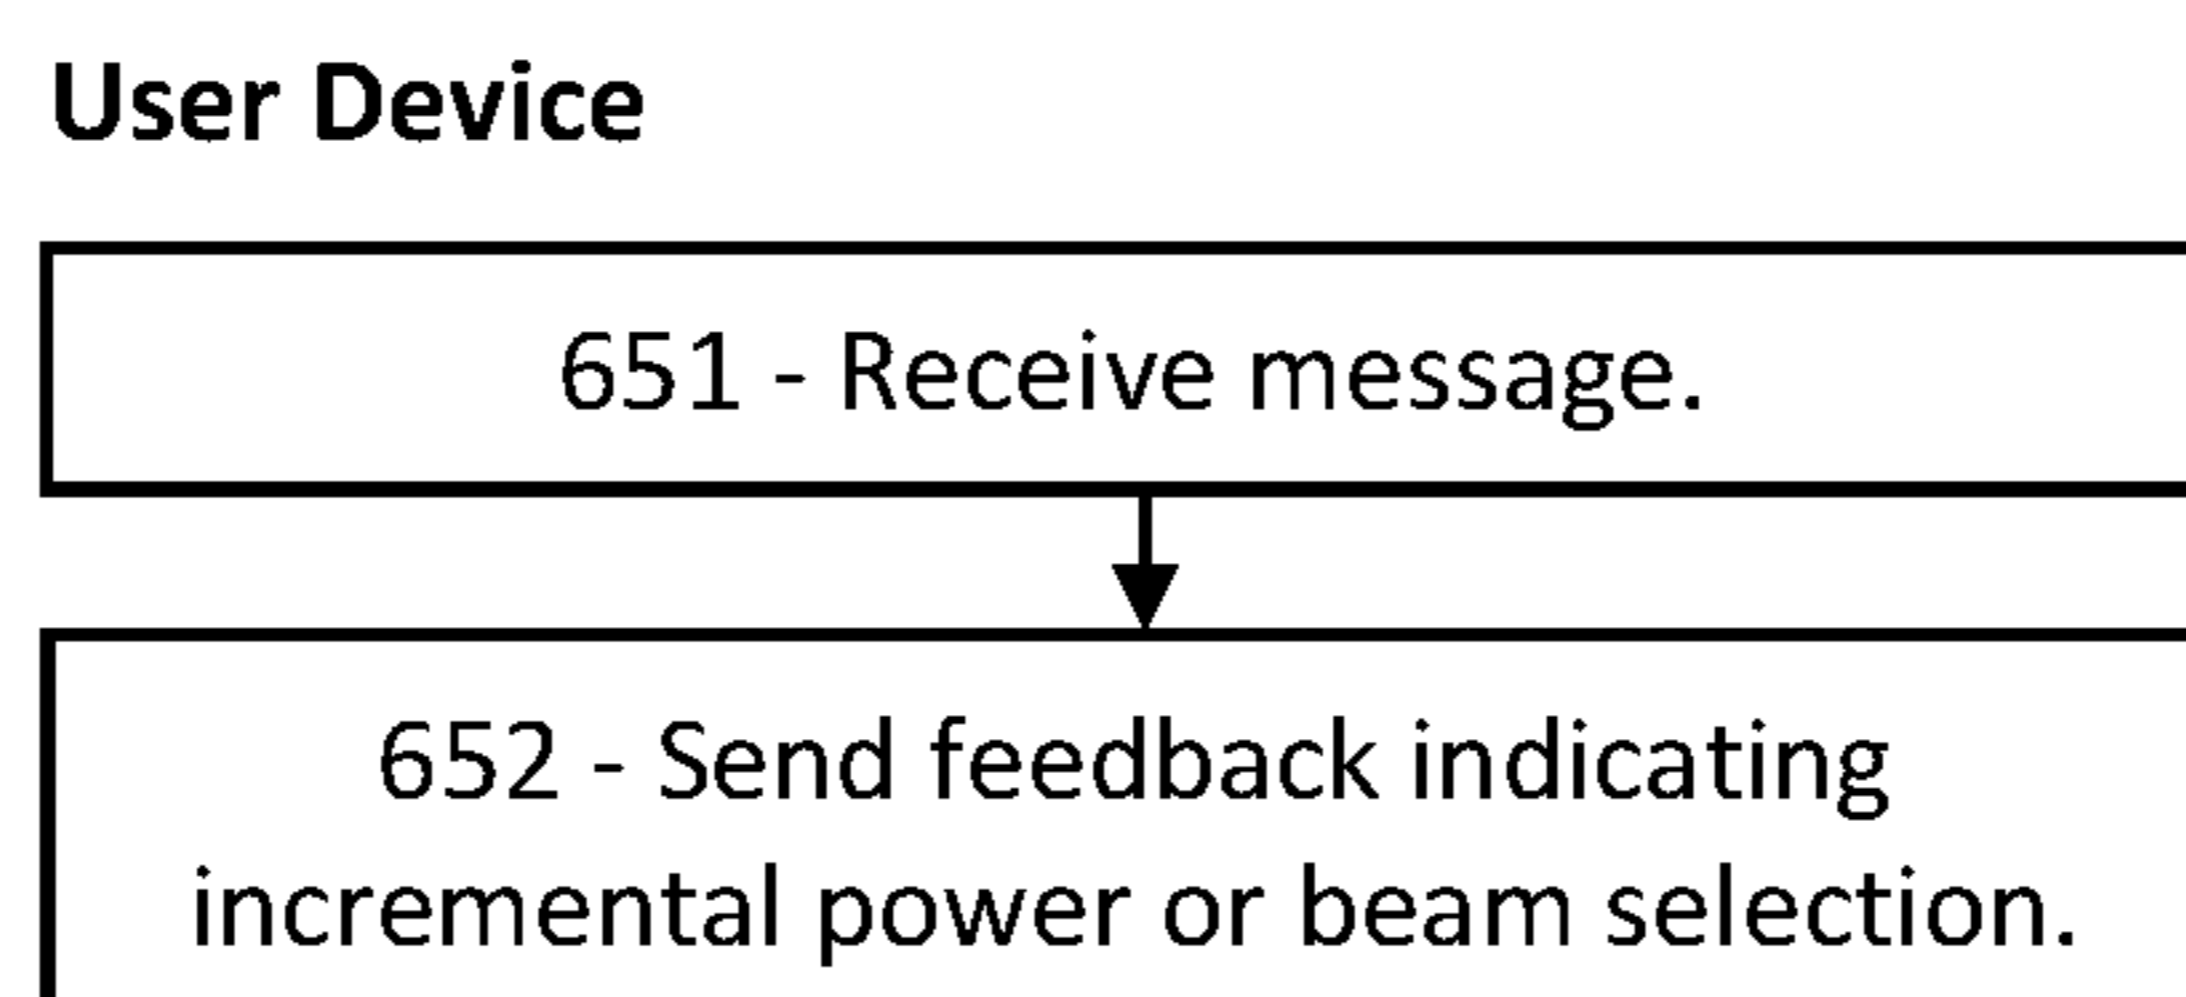 User Device
651 - Receive message.
652 - Send feedback indicating
incremental power or beam selection.